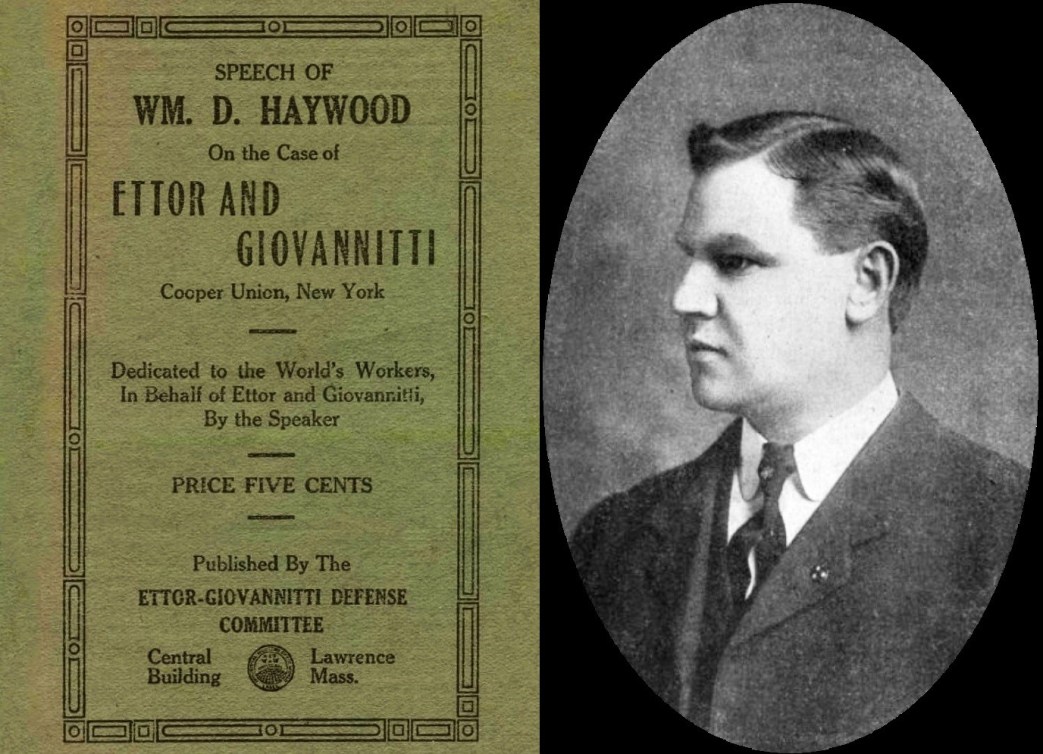 SPEECH OF
WM. D. HAYWOOD
On the Case of
ETTOR AND
GIOVANNITTI
Cooper Union, New York
Dedicated to the World's Workers,
In Behalf of Ettor and Giovannitti,
By the Speaker
PRICE FIVE CENTS
Published By The
ETTOR-GIOVANNITTI DEFENSE
COMMITTEE
Central Building
Lawrence Mass.